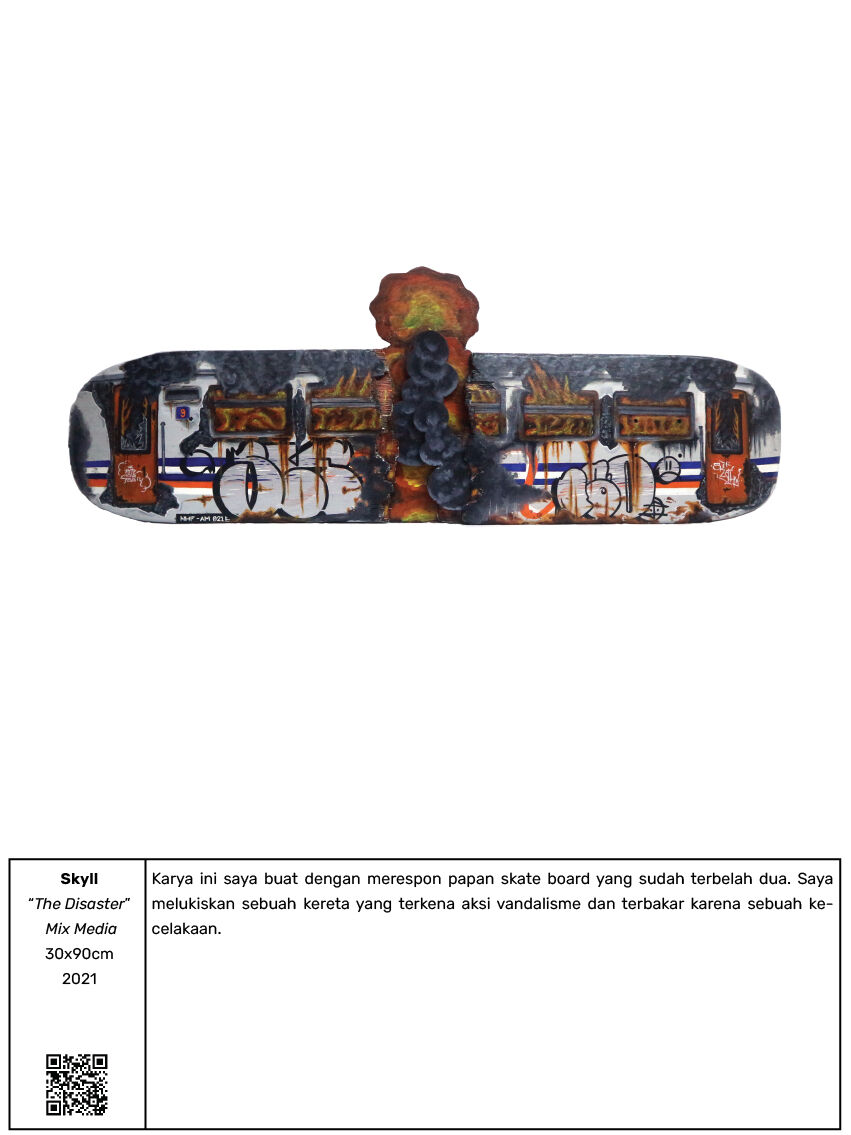 9
Skyll
“The Disaster”
Mix Media
30x90cm
2021
Karya ini saya buat dengan merespon papan skate board yang sudah terbelah dua. Saya
melukiskan sebuah kereta yang terkena aksi vandalisme dan terbakar karena sebuah ke-
celakaan.